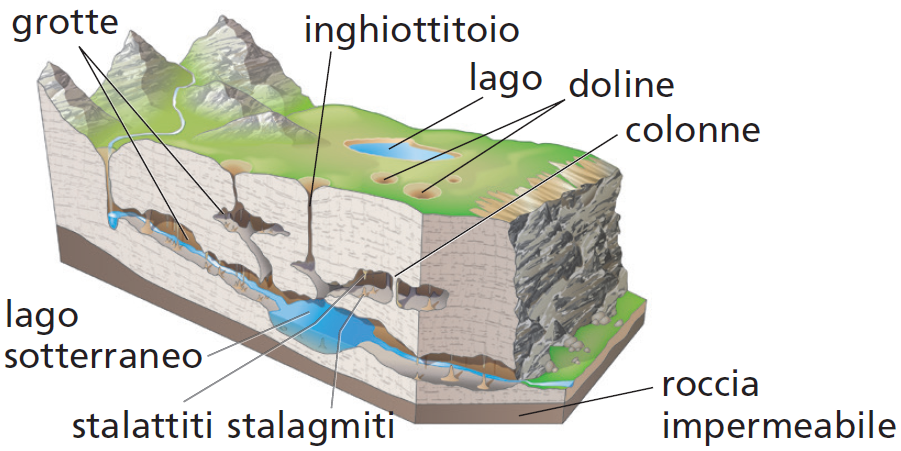 grotte
inghiottitoio
lago
doline
colonne
lago
sotterraneo
stalattiti
stalagmiti
roccia
impermeabile